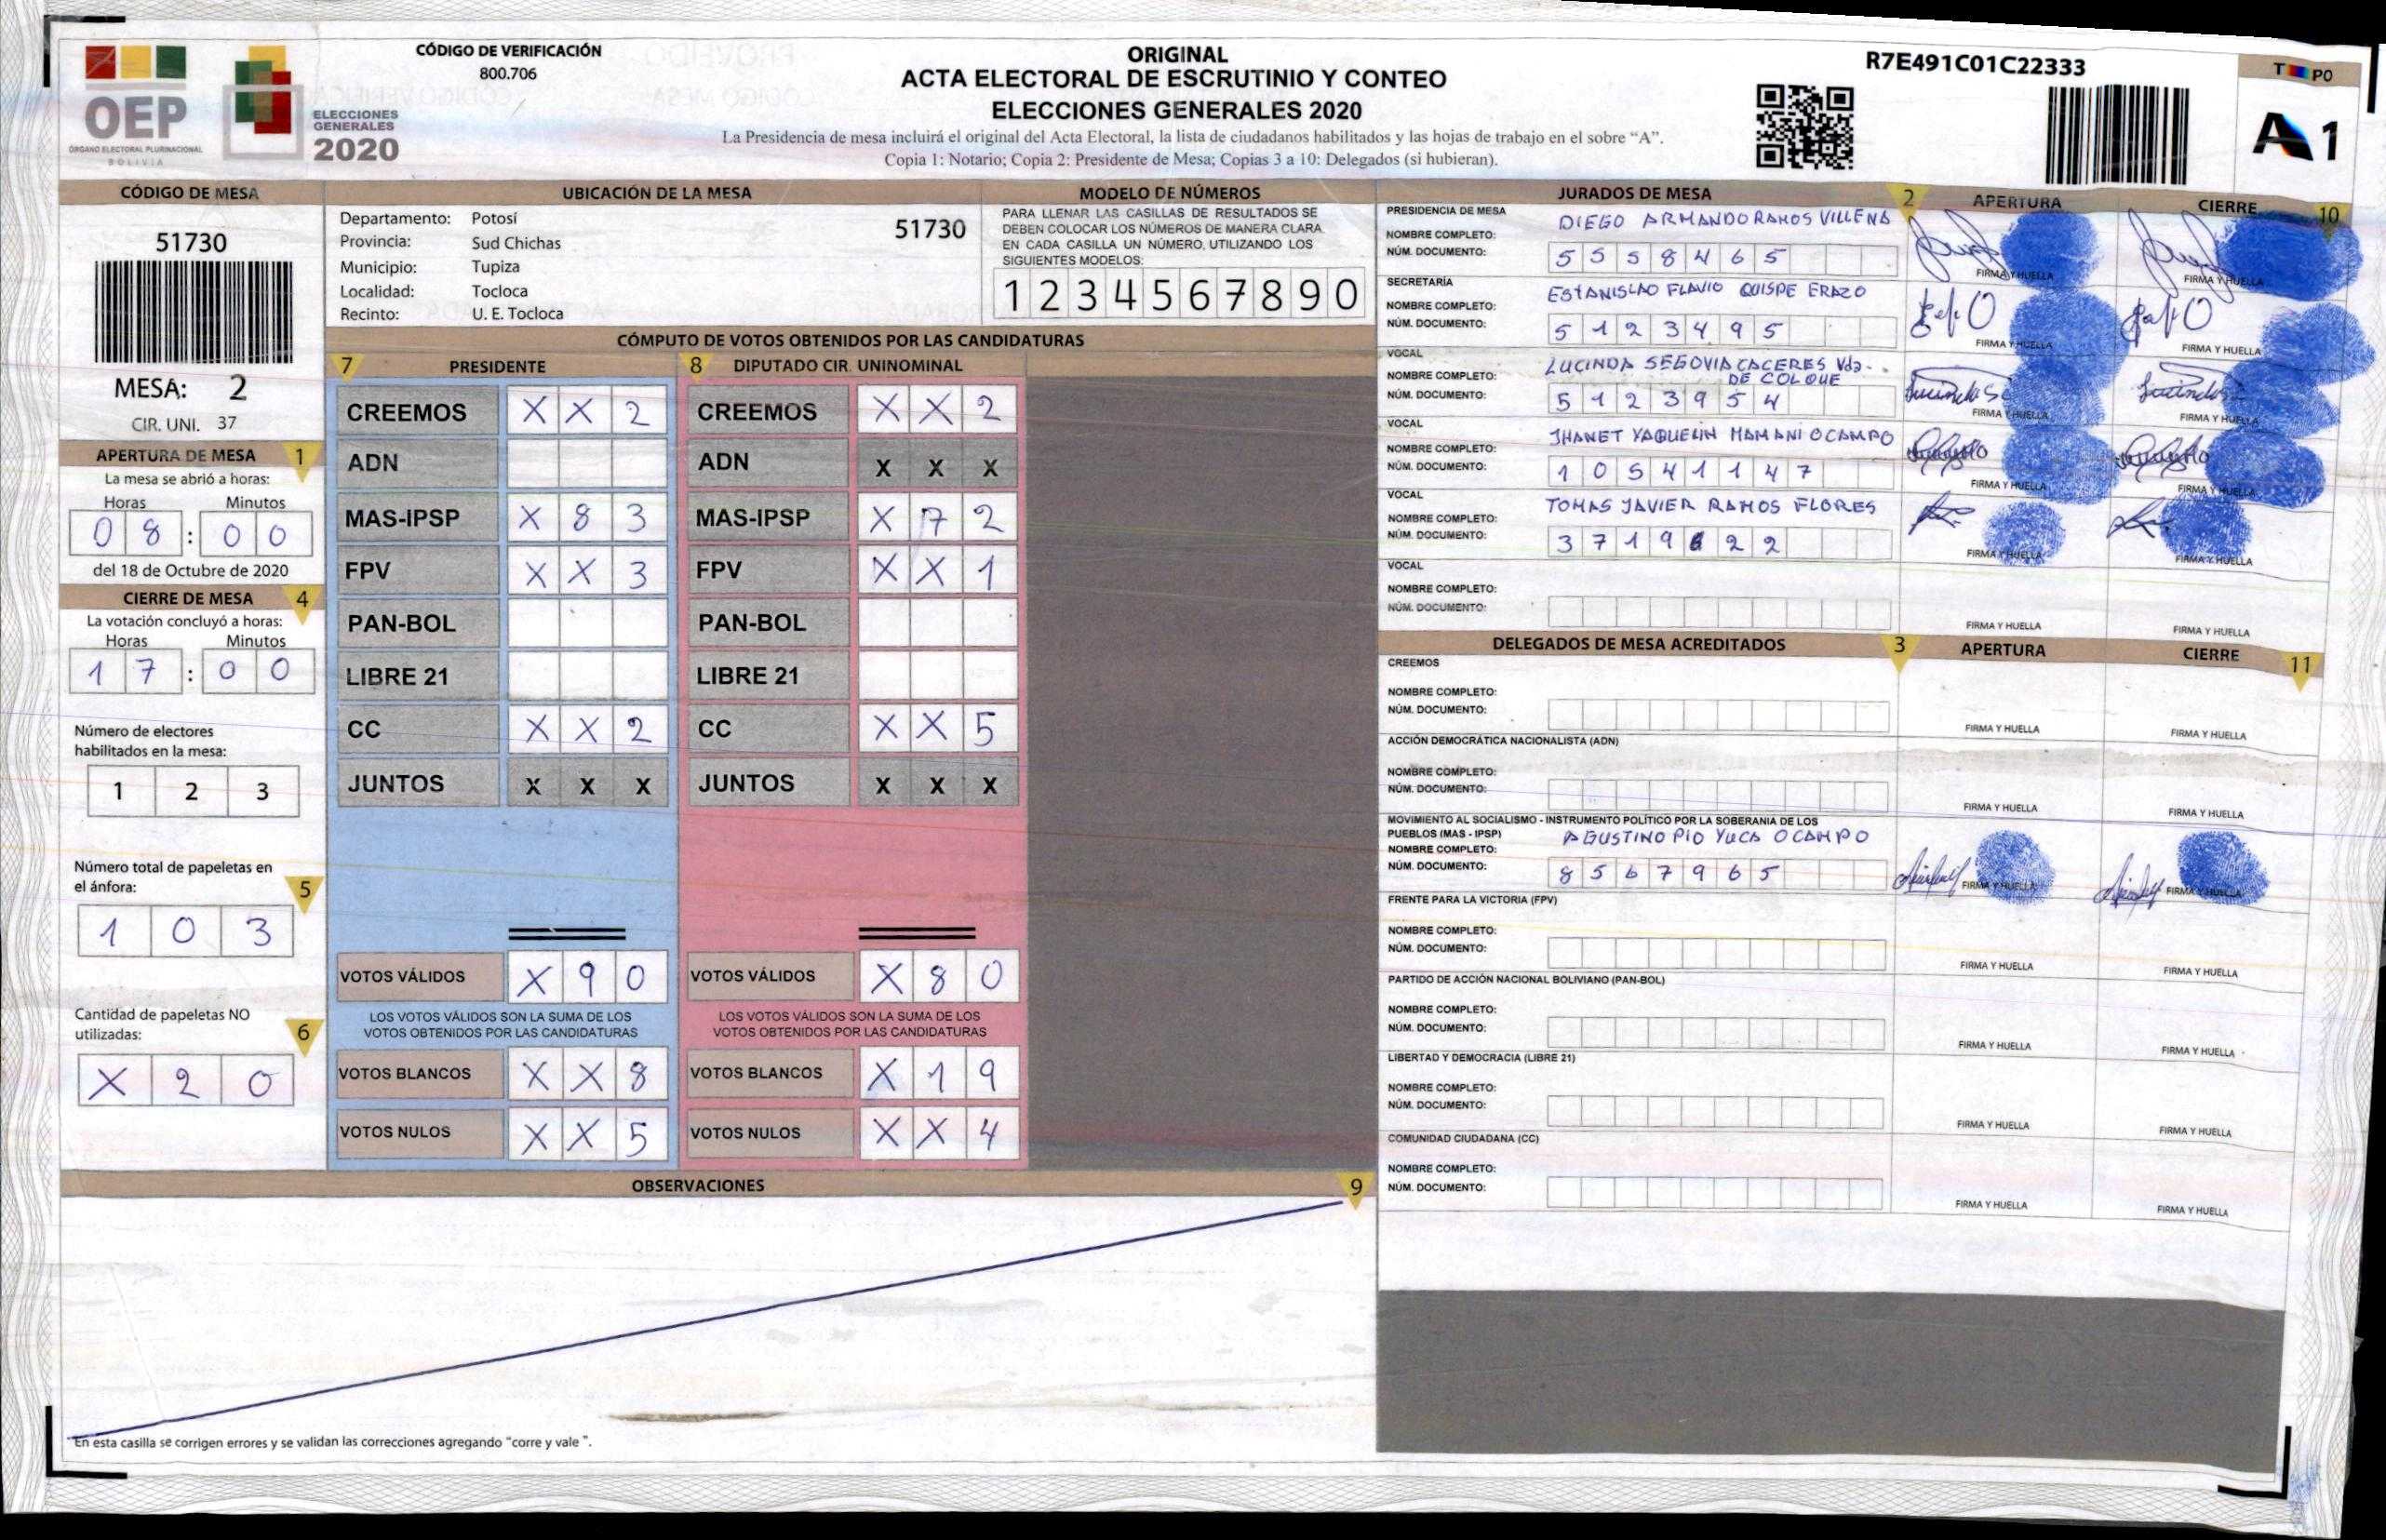 OEP
ÓRGANO ELECTORAL PLURINACIONAL
BOLIVIA
ELECCIONES
GENERALES
2020
CÓDIGO DE VERIFICACIÓN
800.706
ORIGINAL
ACTA ELECTORAL DE ESCRUTINIO Y CONTEO
ELECCIONES GENERALES 2020
La Presidencia de mesa incluirá el original del Acta Electoral, la lista de ciudadanos habilitados y las hojas de trabajo en el sobre “A”.
Copia 1: Notario; Copia 2: Presidente de Mesa; Copias 3 a 10: Delegados (si hubieran).
R7E491C01C22333
A 1
CÓDIGO DE MESA
51730
MESA: 2
CIR. UNI. 37
APERTURA DE MESA 1
La mesa se abrió a horas:
Horas Minutos
0 8 : 0 0
del 18 de Octubre de 2020
CIERRE DE MESA 4
La votación concluyó a horas:
Horas Minutos
1 7 : 0 0
Número de electores
habilitados en la mesa:
1 2 3
Número total de papeletas en
el ánfora: 5
1 0 3
Cantidad de papeletas NO
utilizadas: 6
X 2 0
UBICACIÓN DE LA MESA
Departamento: Potosí 51730
Provincia: Sud Chichas
Municipio: Tupiza
Localidad: Tocloca
Recinto: U. E. Tocloca
MODELO DE NÚMEROS
PARA LLENAR LAS CASILLAS DE RESULTADOS SE
DEBEN COLOCAR LOS NÚMEROS DE MANERA CLARA
EN CADA CASILLA UN NÚMERO, UTILIZANDO LOS
SIGUIENTES MODELOS:
1 2 3 4 5 6 7 8 9 0
CÓMPUTO DE VOTOS OBTENIDOS POR LAS CANDIDATURAS
7 PRESIDENTE
CREEMOS X X 2
ADN
MAS-IPSP X 8 3
FPV X X 3
PAN-BOL
LIBRE 21
CC X X 2
JUNTOS X X X
VOTOS VÁLIDOS X 9 0
LOS VOTOS VÁLIDOS SON LA SUMA DE LOS
VOTOS OBTENIDOS POR LAS CANDIDATURAS
VOTOS BLANCOS X X 8
VOTOS NULOS X X 5
8 DIPUTADO CIR. UNINOMINAL
CREEMOS X X 2
ADN X X X
MAS-IPSP X 7 2
FPV X X 1
PAN-BOL
LIBRE 21
CC X X 5
JUNTOS X X X
VOTOS VÁLIDOS X 8 0
LOS VOTOS VÁLIDOS SON LA SUMA DE LOS
VOTOS OBTENIDOS POR LAS CANDIDATURAS
VOTOS BLANCOS X 1 9
VOTOS NULOS X X 4
OBSERVACIONES 9
En esta casilla se corrigen errores y se validan las correcciones agregando “corre y vale ”.
JURADOS DE MESA 2 APERTURA CIERRE 10
PRESIDENCIA DE MESA
NOMBRE COMPLETO: DIEGO ARMANDO RAMOS VILLENA
NÚM. DOCUMENTO: 5 5 5 8 4 6 5
FIRMA Y HUELLA FIRMA Y HUELLA
SECRETARÍA
NOMBRE COMPLETO: ESTANISLAO FLAVIO QUISPE ERAZO
NÚM. DOCUMENTO: 5 1 2 3 4 9 5
FIRMA Y HUELLA FIRMA Y HUELLA
VOCAL
NOMBRE COMPLETO: LUCINDA SEGOVIA CACERES Vda.
DE COLQUE
NÚM. DOCUMENTO: 5 1 2 3 9 5 4
FIRMA Y HUELLA FIRMA Y HUELLA
VOCAL
NOMBRE COMPLETO: JHANET YAQUELIN MAMANI OCAMPO
NÚM. DOCUMENTO: 1 0 5 4 1 1 4 7
FIRMA Y HUELLA FIRMA Y HUELLA
VOCAL
NOMBRE COMPLETO: TOMAS JAVIER RAMOS FLORES
NÚM. DOCUMENTO: 3 7 1 9 6 2 2
FIRMA Y HUELLA FIRMA Y HUELLA
VOCAL
NOMBRE COMPLETO:
NÚM. DOCUMENTO:
FIRMA Y HUELLA FIRMA Y HUELLA
DELEGADOS DE MESA ACREDITADOS 3 APERTURA CIERRE 11
CREEMOS
NOMBRE COMPLETO:
NÚM. DOCUMENTO:
FIRMA Y HUELLA FIRMA Y HUELLA
ACCIÓN DEMOCRÁTICA NACIONALISTA (ADN)
NOMBRE COMPLETO:
NÚM. DOCUMENTO:
FIRMA Y HUELLA FIRMA Y HUELLA
MOVIMIENTO AL SOCIALISMO - INSTRUMENTO POLÍTICO POR LA SOBERANIA DE LOS
PUEBLOS (MAS - IPSP)
NOMBRE COMPLETO: AGUSTINO PIO YUCA OCAMPO
NÚM. DOCUMENTO: 8 5 6 7 9 6 5
FIRMA Y HUELLA FIRMA Y HUELLA
FRENTE PARA LA VICTORIA (FPV)
NOMBRE COMPLETO:
NÚM. DOCUMENTO:
FIRMA Y HUELLA FIRMA Y HUELLA
PARTIDO DE ACCIÓN NACIONAL BOLIVIANO (PAN-BOL)
NOMBRE COMPLETO:
NÚM. DOCUMENTO:
FIRMA Y HUELLA FIRMA Y HUELLA
LIBERTAD Y DEMOCRACIA (LIBRE 21)
NOMBRE COMPLETO:
NÚM. DOCUMENTO:
FIRMA Y HUELLA FIRMA Y HUELLA
COMUNIDAD CIUDADANA (CC)
NOMBRE COMPLETO:
NÚM. DOCUMENTO:
FIRMA Y HUELLA FIRMA Y HUELLA